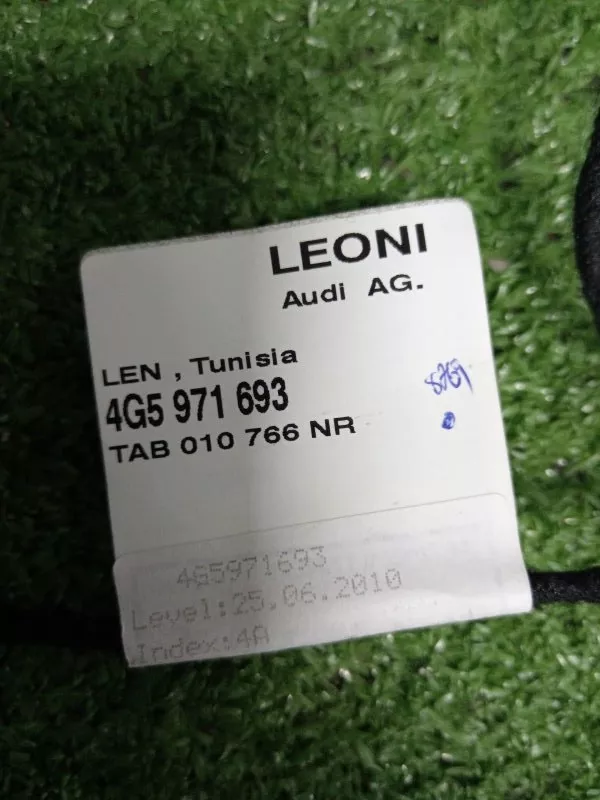 LEONI
Audi AG.
LEN , Tunisia
4G5 971 693
TAB 010 766 NR
4G5971693
Level:25.06.2010
Index:4A